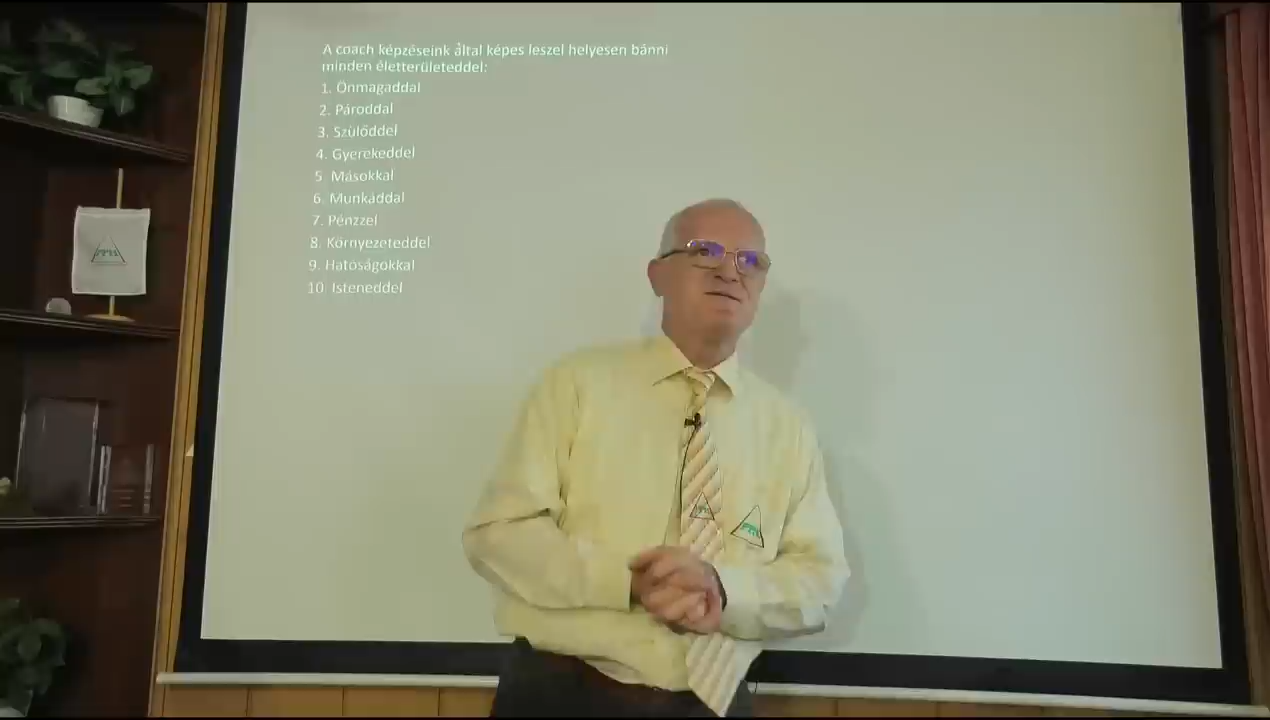 A coach képzéseink által képes leszel helyesen bánni
minden életterületeddel:
1. Önmagaddal
2. Pároddal
3. Szülőddel
4. Gyerekeddel
5 Másokkal
6. Munkáddal
7. Pénzzel
8. Környezeteddel
9. Hatóságokkal
10. Isteneddel